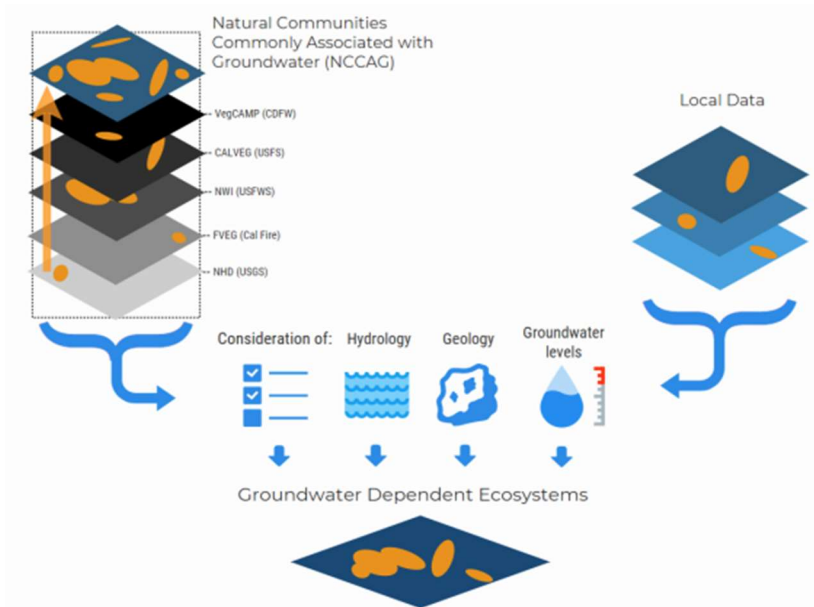 Natural Communities
Commonly Associated with
Groundwater (NCCAG)
VegCAMP (CDFW)
CALVEG (USFS)
NWI (USFWS)
FVEG (Cal Fire)
NHD (USGS)
Local Data
Consideration of:
Hydrology
Geology
Groundwater
levels
Groundwater Dependent Ecosystems